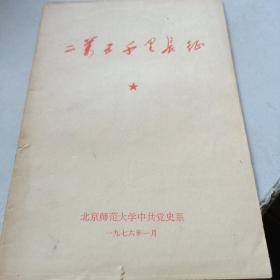 二万五千里长征
北京师范大学中共党史系
一九七六年一月